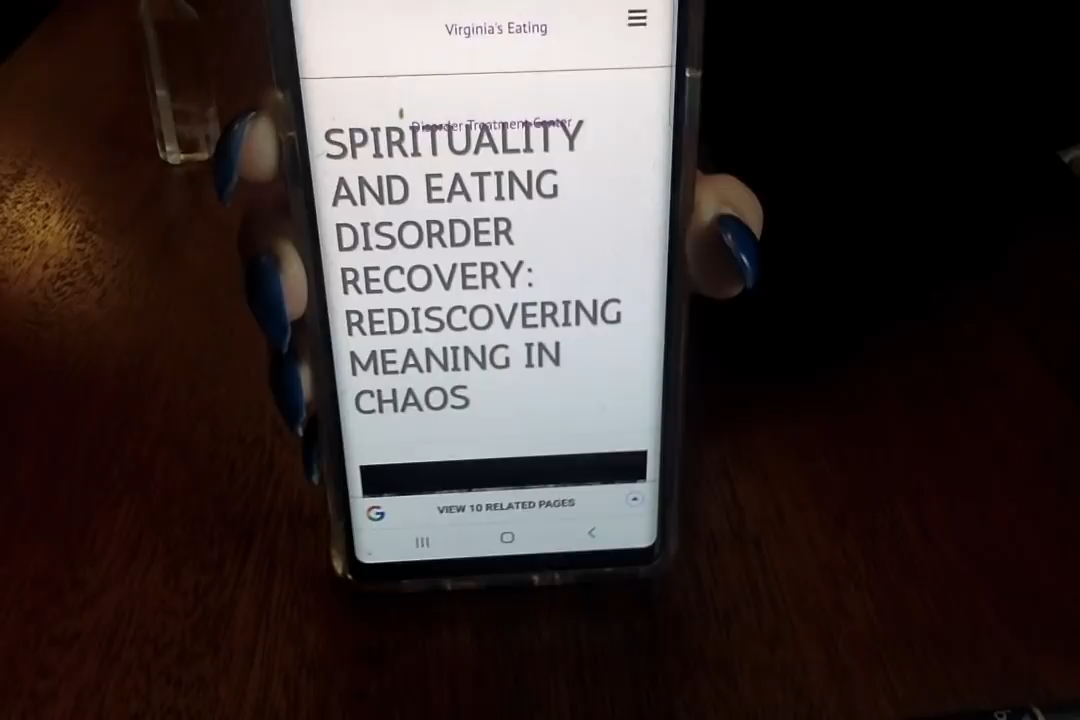 Virginia's Eating
Disorder Treatment Center
SPIRITUALITY
AND EATING
DISORDER
RECOVERY:
REDISCOVERING
MEANING IN
CHAOS
VIEW 10 RELATED PAGES